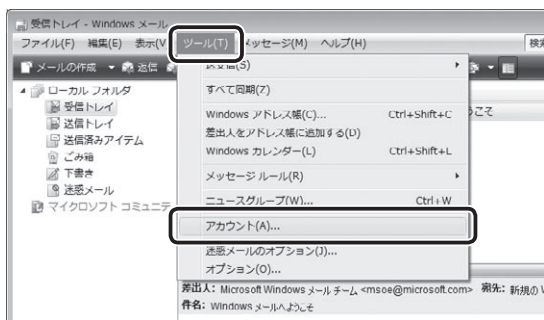 受信トレイ - Windows メール
ファイル(F) 編集(E) 表示(V ツール(T) メッセージ(M) ヘルプ(H)
メールの作成 返信
送受信(S)
すべて同期(Z)
Windows アドレス帳(C)... Ctrl+Shift+C
差出人をアドレス帳に追加する(D)
Windows カレンダー(L) Ctrl+Shift+L
メッセージ ルール(R)
ニュースグループ(W)... Ctrl+W
アカウント(A)...
迷惑メールのオプション(J)...
オプション(O)...
ローカル フォルダ
受信トレイ
送信トレイ
送信済みアイテム
ごみ箱
下書き
迷惑メール
マイクロソフト コミュニテ
こそ
差出人: Microsoft Windows メール チーム <msoe@microsoft.com> 宛先: 新規の
件名: Windows メールへようこそ